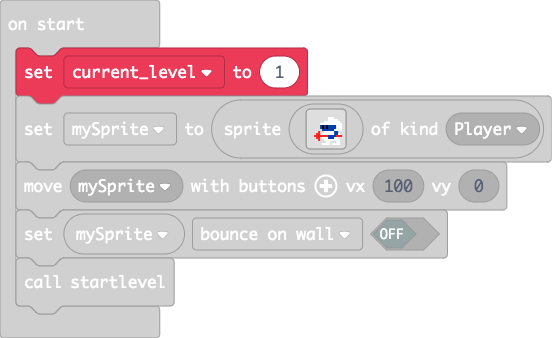 on start
set current_level to 1
set mySprite to sprite of kind Player
move mySprite with buttons vx 100 vy 0
set mySprite bounce on wall OFF
call startlevel